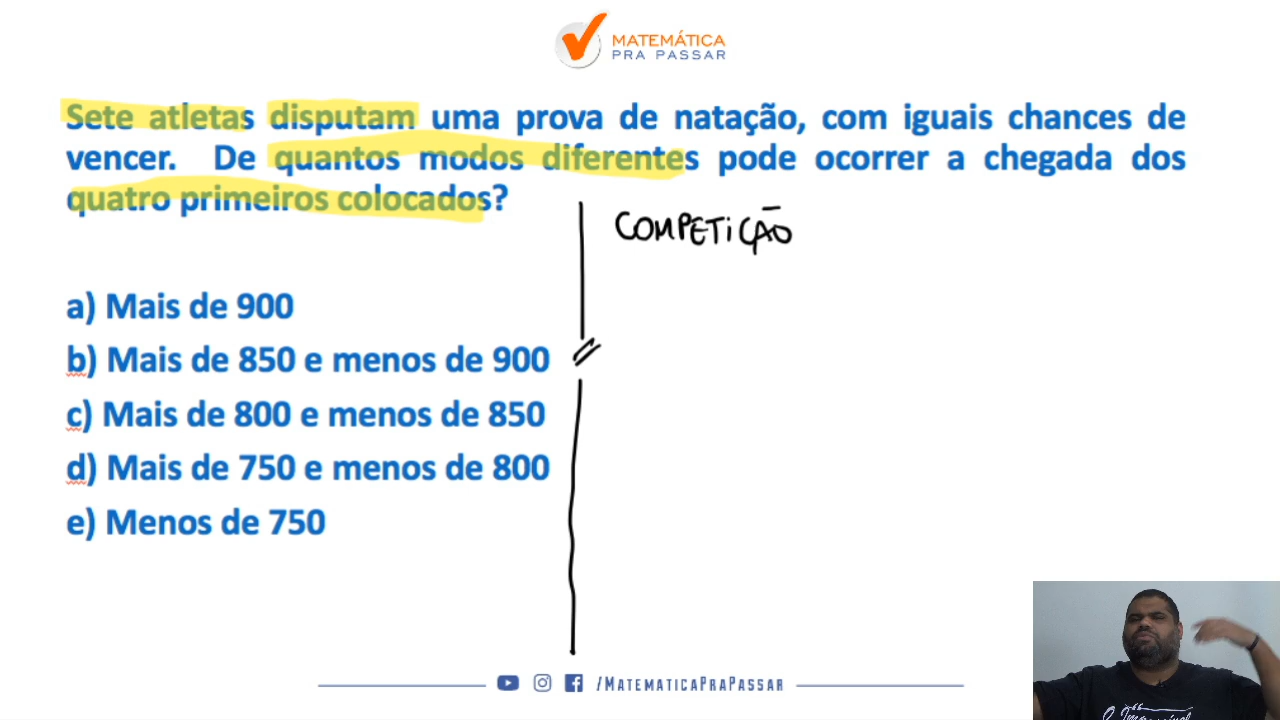 MATEMÁTICA
PRA PASSAR
Sete atletas disputam uma prova de natação, com iguais chances de
vencer. De quantos modos diferentes pode ocorrer a chegada dos
quatro primeiros colocados?
COMPETIÇÃO
a) Mais de 900
b) Mais de 850 e menos de 900
c) Mais de 800 e menos de 850
d) Mais de 750 e menos de 800
e) Menos de 750
/MATEMATICAPRAPASSAR